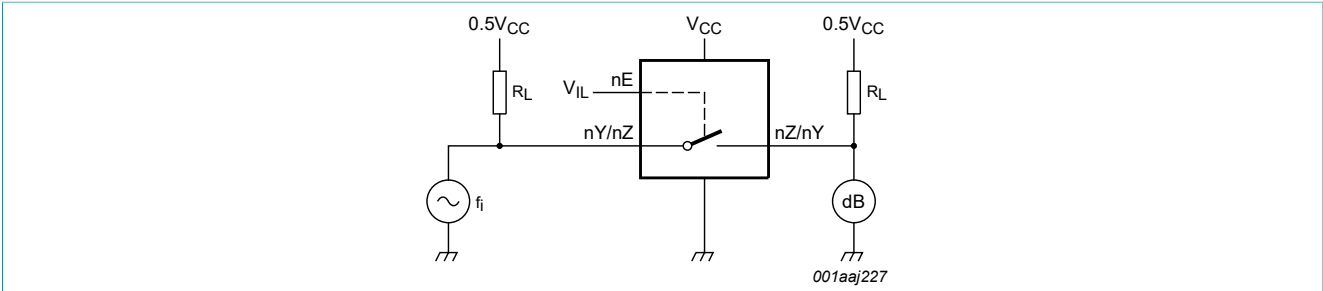 0.5VCC
VCC
0.5VCC
RL
VIL
nE
RL
nY/nZ
nZ/nY
fi
dB
001aaj227